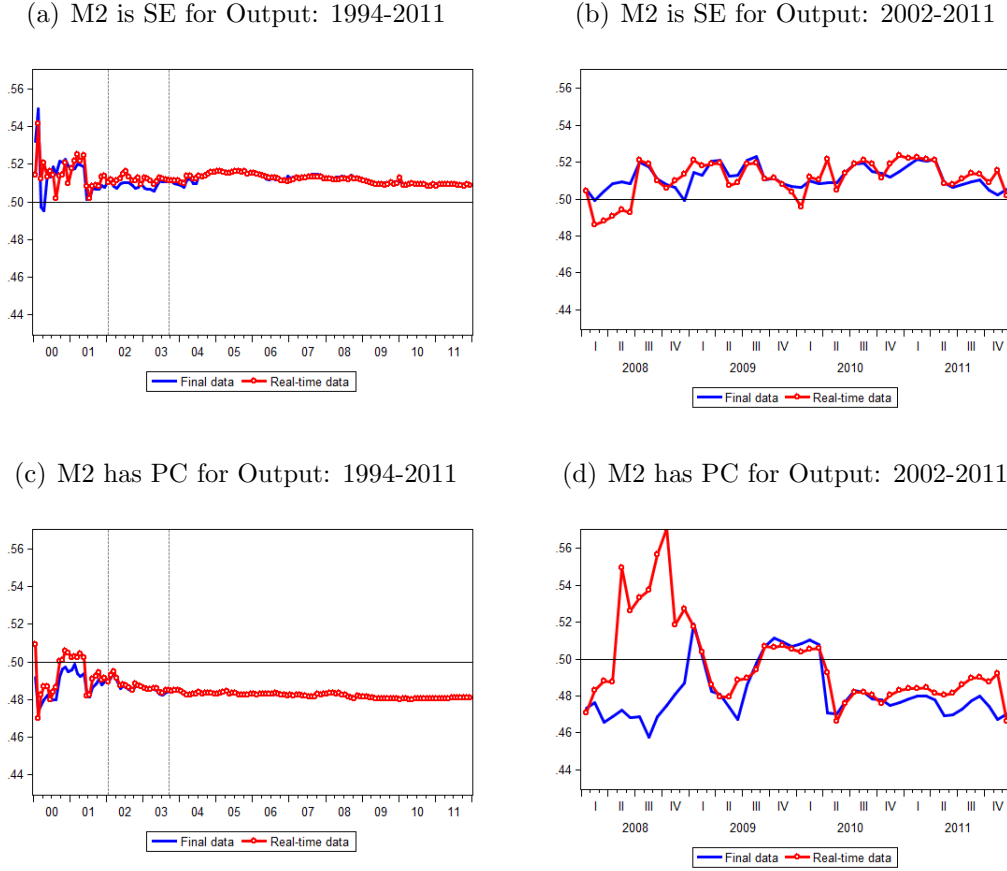 (a) M2 is SE for Output: 1994-2011
(b) M2 is SE for Output: 2002-2011
.56
.54
.52
.50
.48
.46
.44
00 01 02 03 04 05 06 07 08 09 10 11
Final data Real-time data
.56
.54
.52
.50
.48
.46
.44
I II III IV I II III IV I II III IV I II III IV
2008 2009 2010 2011
Final data Real-time data
(c) M2 has PC for Output: 1994-2011
(d) M2 has PC for Output: 2002-2011
.56
.54
.52
.50
.48
.46
.44
00 01 02 03 04 05 06 07 08 09 10 11
Final data Real-time data
.56
.54
.52
.50
.48
.46
.44
I II III IV I II III IV I II III IV I II III IV
2008 2009 2010 2011
Final data Real-time data